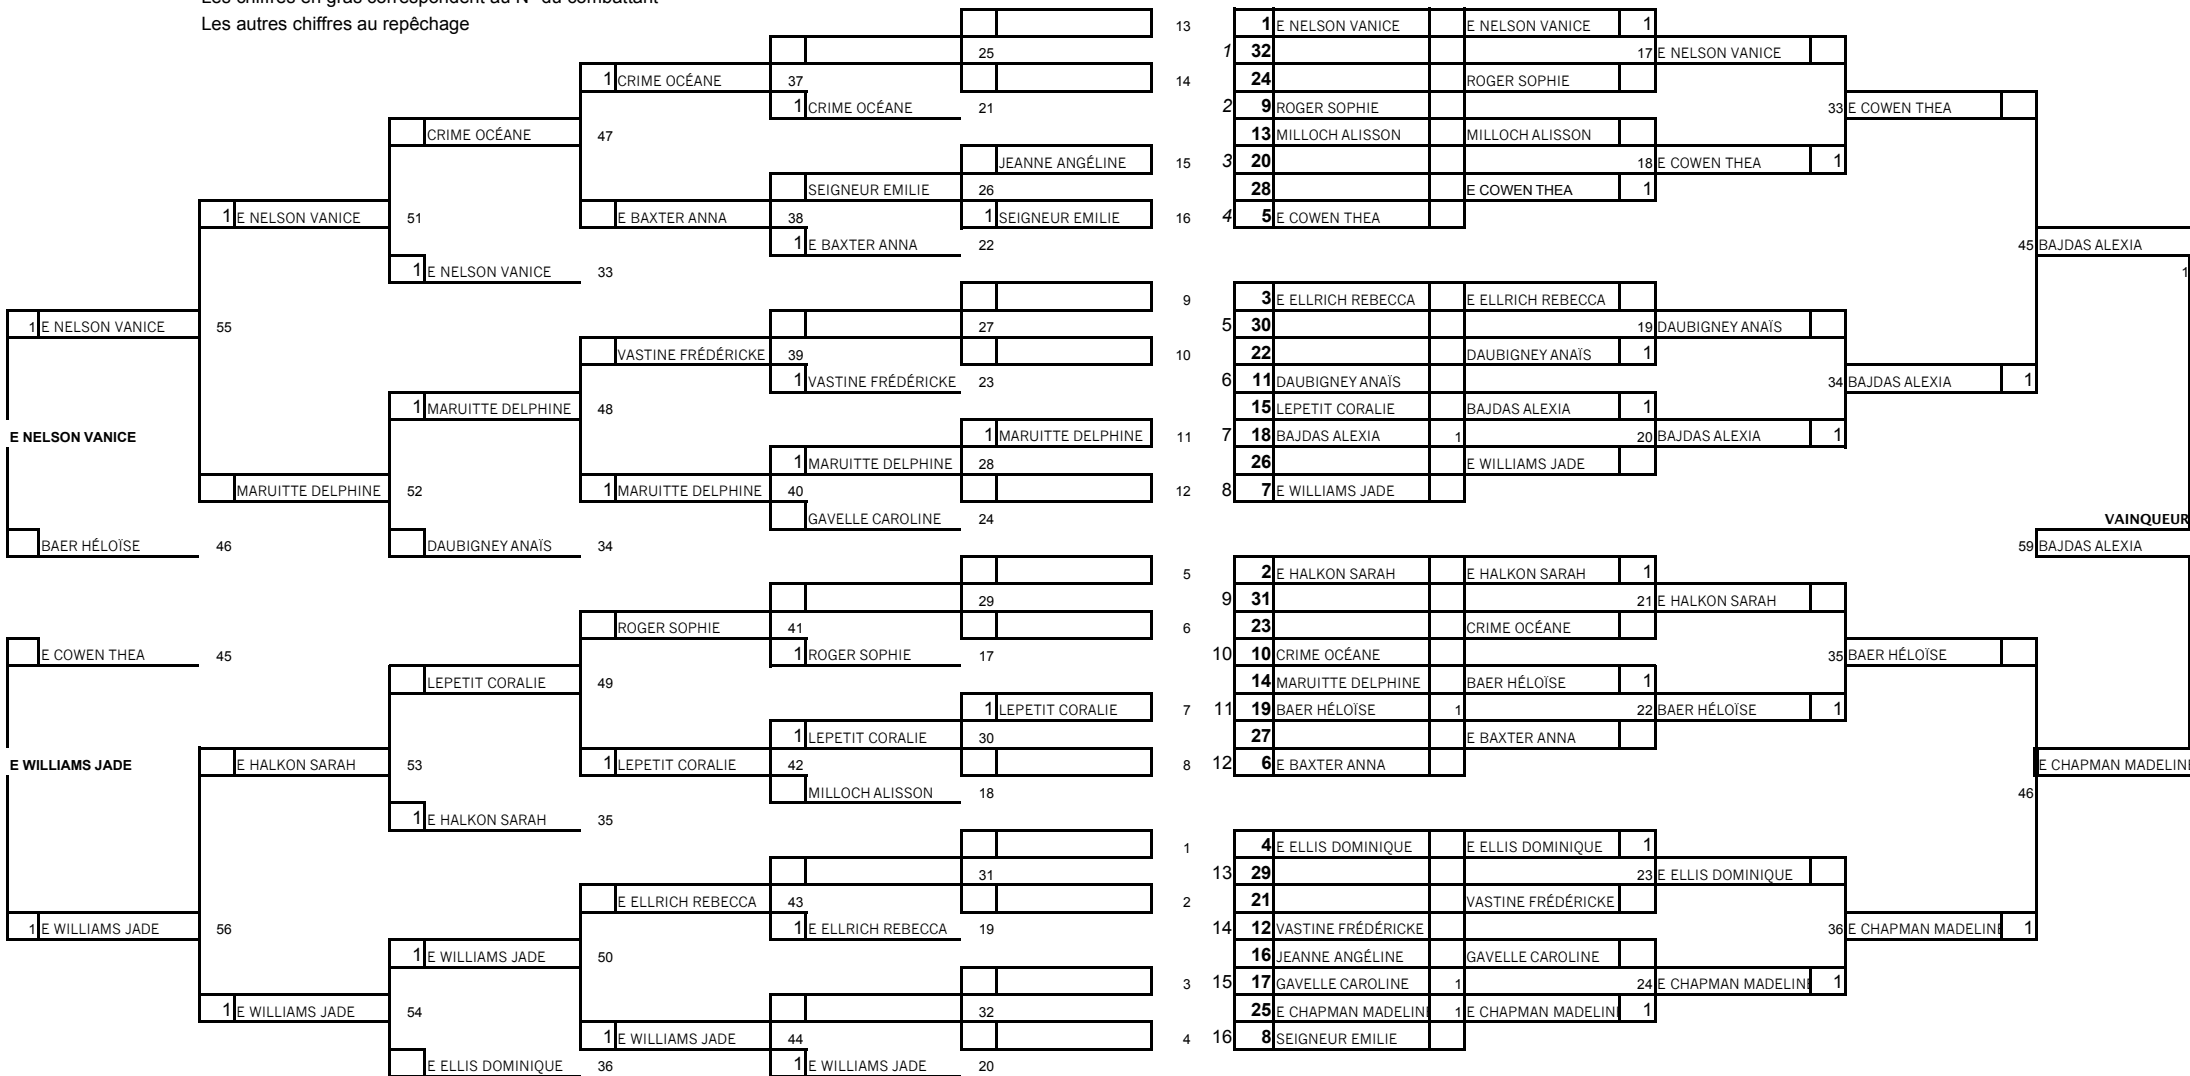 Les autres chiffres au repêchage
13 1 E NELSON VANICE E NELSON VANICE 1
25 1 32 17 E NELSON VANICE
1 CRIME OCÉANE 37 14 24 ROGER SOPHIE
1 CRIME OCÉANE 21 2 9 ROGER SOPHIE 33 E COWEN THEA
CRIME OCÉANE 47 13 MILLOCH ALISSON MILLOCH ALISSON
JEANNE ANGÉLINE 15 3 20 18 E COWEN THEA 1
SEIGNEUR EMILIE 26 28 E COWEN THEA 1
1 E NELSON VANICE 51 E BAXTER ANNA 38 1 SEIGNEUR EMILIE 16 4 5 E COWEN THEA
1 E BAXTER ANNA 22 45 BAJDAS ALEXIA
1 E NELSON VANICE 33 1
9 3 E ELLRICH REBECCA E ELLRICH REBECCA
1 E NELSON VANICE 55 27 5 30 19 DAUBIGNEY ANAÏS
VASTINE FRÉDÉRICKE 39 10 22 DAUBIGNEY ANAÏS 1
1 VASTINE FRÉDÉRICKE 23 6 11 DAUBIGNEY ANAÏS 34 BAJDAS ALEXIA 1
1 MARUITTE DELPHINE 48 15 LEPETIT CORALIE BAJDAS ALEXIA 1
E NELSON VANICE 1 MARUITTE DELPHINE 11 7 18 BAJDAS ALEXIA 1 20 BAJDAS ALEXIA 1
1 MARUITTE DELPHINE 28 26 E WILLIAMS JADE
MARUITTE DELPHINE 52 1 MARUITTE DELPHINE 40 12 8 7 E WILLIAMS JADE
GAVELLE CAROLINE 24 VAINQUEUR
BAER HÉLOÏSE 46 DAUBIGNEY ANAÏS 34 59 BAJDAS ALEXIA
5 2 E HALKON SARAH E HALKON SARAH 1
29 9 31 21 E HALKON SARAH
ROGER SOPHIE 41 6 23 CRIME OCÉANE
E COWEN THEA 45 1 ROGER SOPHIE 17 10 10 CRIME OCÉANE 35 BAER HÉLOÏSE
LEPETIT CORALIE 49 14 MARUITTE DELPHINE BAER HÉLOÏSE 1
1 LEPETIT CORALIE 7 11 19 BAER HÉLOÏSE 1 22 BAER HÉLOÏSE 1
1 LEPETIT CORALIE 30 27 E BAXTER ANNA
E WILLIAMS JADE E HALKON SARAH 53 1 LEPETIT CORALIE 42 8 12 6 E BAXTER ANNA E CHAPMAN MADELINE
MILLOCH ALISSON 18 46
1 E HALKON SARAH 35
1 4 E ELLIS DOMINIQUE E ELLIS DOMINIQUE 1
31 13 29 23 E ELLIS DOMINIQUE
E ELLRICH REBECCA 43 2 21 VASTINE FRÉDÉRICKE
1 E WILLIAMS JADE 56 1 E ELLRICH REBECCA 19 14 12 VASTINE FRÉDÉRICKE 36 E CHAPMAN MADELINE 1
1 E WILLIAMS JADE 50 16 JEANNE ANGÉLINE GAVELLE CAROLINE
3 15 17 GAVELLE CAROLINE 1 24 E CHAPMAN MADELINE 1
1 E WILLIAMS JADE 54 32 25 E CHAPMAN MADELIN 1 E CHAPMAN MADELIN 1
1 E WILLIAMS JADE 44 4 16 8 SEIGNEUR EMILIE
E ELLIS DOMINIQUE 36 1 E WILLIAMS JADE 20